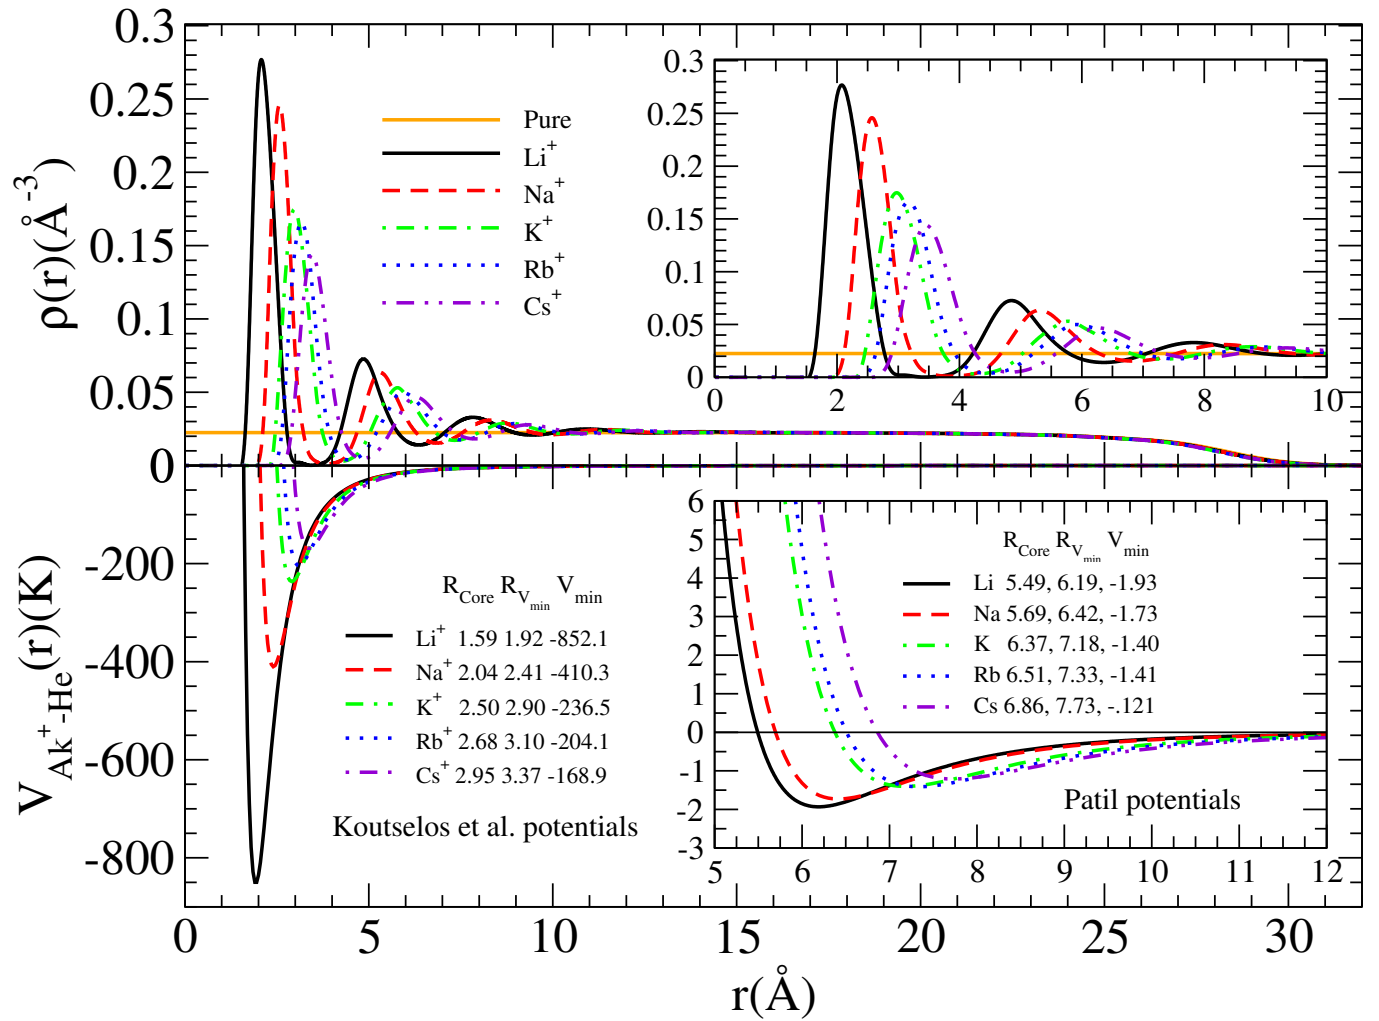 0.3
0.25
0.2
0.15
0.1
0.05
0
ρ(r)(Å⁻³)
Pure
Li⁺
Na⁺
K⁺
Rb⁺
Cs⁺
0.3
0.25
0.2
0.15
0.1
0.05
0
0 2 4 6 8 10
-200
-400
-600
-800
V_Ak⁺-He(r)(K)
R_Core R_V_min V_min
Li⁺ 1.59 1.92 -852.1
Na⁺ 2.04 2.41 -410.3
K⁺ 2.50 2.90 -236.5
Rb⁺ 2.68 3.10 -204.1
Cs⁺ 2.95 3.37 -168.9
Koutselos et al. potentials
6
5
4
3
2
1
0
-1
-2
-3
R_Core R_V_min V_min
Li 5.49, 6.19, -1.93
Na 5.69, 6.42, -1.73
K 6.37, 7.18, -1.40
Rb 6.51, 7.33, -1.41
Cs 6.86, 7.73, -.121
Patil potentials
5 6 7 8 9 10 11 12
0 5 10 15 20 25 30
r(Å)